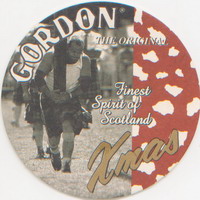 GORDON
THE ORIGINAL
Finest
Spirit of
Scotland
Xmas